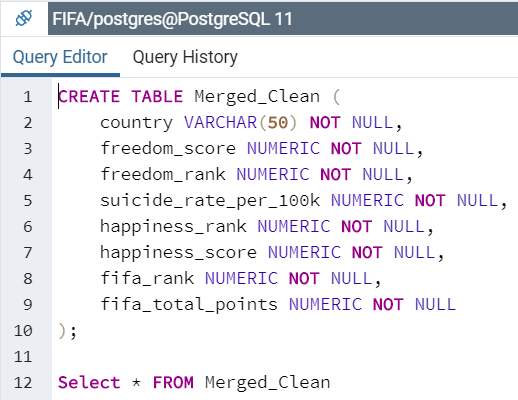 FIFA/postgres@PostgreSQL 11
Query Editor Query History
1 CREATE TABLE Merged_Clean (
2 country VARCHAR(50) NOT NULL,
3 freedom_score NUMERIC NOT NULL,
4 freedom_rank NUMERIC NOT NULL,
5 suicide_rate_per_100k NUMERIC NOT NULL,
6 happiness_rank NUMERIC NOT NULL,
7 happiness_score NUMERIC NOT NULL,
8 fifa_rank NUMERIC NOT NULL,
9 fifa_total_points NUMERIC NOT NULL
10 );
11
12 Select * FROM Merged_Clean